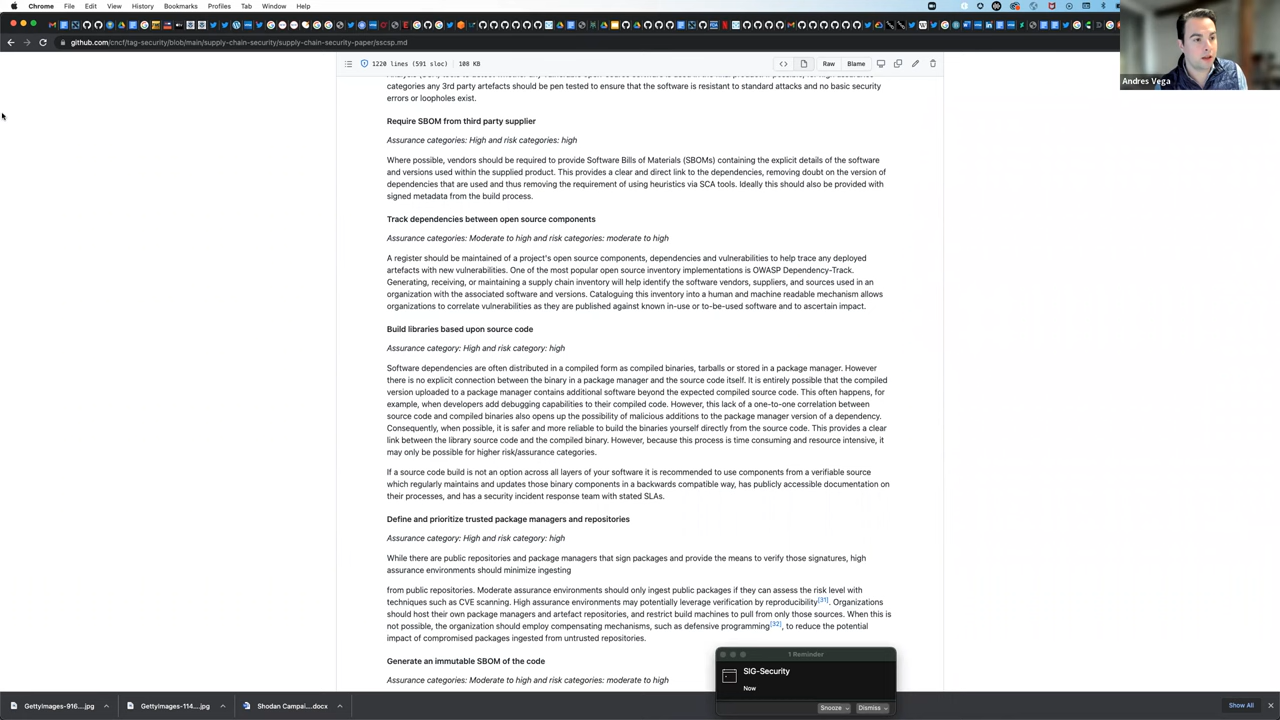 Chrome File Edit View History Bookmarks Profiles Tab Window Help
github.com/cncf/tag-security/blob/main/supply-chain-security/supply-chain-security-paper/sscsp.md
1220 lines (591 sloc) 108 KB
Raw Blame
categories any 3rd party artefacts should be pen tested to ensure that the software is resistant to standard attacks and no basic security
errors or loopholes exist.
Require SBOM from third party supplier
Assurance categories: High and risk categories: high
Where possible, vendors should be required to provide Software Bills of Materials (SBOMs) containing the explicit details of the software
and versions used within the supplied product. This provides a clear and direct link to the dependencies, removing doubt on the version of
dependencies that are used and thus removing the requirement of using heuristics via SCA tools. Ideally this should also be provided with
signed metadata from the build process.
Track dependencies between open source components
Assurance categories: Moderate to high and risk categories: moderate to high
A register should be maintained of a project's open source components, dependencies and vulnerabilities to help trace any deployed
artefacts with new vulnerabilities. One of the most popular open source inventory implementations is OWASP Dependency-Track.
Generating, receiving, or maintaining a supply chain inventory will help identify the software vendors, suppliers, and sources used in an
organization with the associated software and versions. Cataloguing this inventory into a human and machine readable mechanism allows
organizations to correlate vulnerabilities as they are published against known in-use or to-be-used software and to ascertain impact.
Build libraries based upon source code
Assurance category: High and risk category: high
Software dependencies are often distributed in a compiled form as compiled binaries, tarballs or stored in a package manager. However
there is no explicit connection between the binary in a package manager and the source code itself. It is entirely possible that the compiled
version uploaded to a package manager contains additional software beyond the expected compiled source code. This often happens, for
example, when developers add debugging capabilities to their compiled code. However, this lack of a one-to-one correlation between
source code and compiled binaries also opens up the possibility of malicious additions to the package manager version of a dependency.
Consequently, when possible, it is safer and more reliable to build the binaries yourself directly from the source code. This provides a clear
link between the library source code and the compiled binary. However, because this process is time consuming and resource intensive, it
may only be possible for higher risk/assurance categories.
If a source code build is not an option across all layers of your software it is recommended to use components from a verifiable source
which regularly maintains and updates those binary components in a backwards compatible way, has publicly accessible documentation on
their processes, and has a security incident response team with stated SLAs.
Define and prioritize trusted package managers and repositories
Assurance category: High and risk category: high
While there are public repositories and package managers that sign packages and provide the means to verify those signatures, high
assurance environments should minimize ingesting
from public repositories. Moderate assurance environments should only ingest public packages if they can assess the risk level with
techniques such as CVE scanning. High assurance environments may potentially leverage verification by reproducibility[31]. Organizations
should host their own package managers and artefact repositories, and restrict build machines to pull from only those sources. When this is
not possible, the organization should employ compensating mechanisms, such as defensive programming[32], to reduce the potential
impact of compromised packages ingested from untrusted repositories.
Generate an immutable SBOM of the code
Assurance categories: Moderate to high and risk categories: moderate to high
Andres Vega
1 Reminder
SIG-Security
Now
Snooze Dismiss
GettyImages-916....jpg GettyImages-114....jpg Shodan Campai....docx Show All